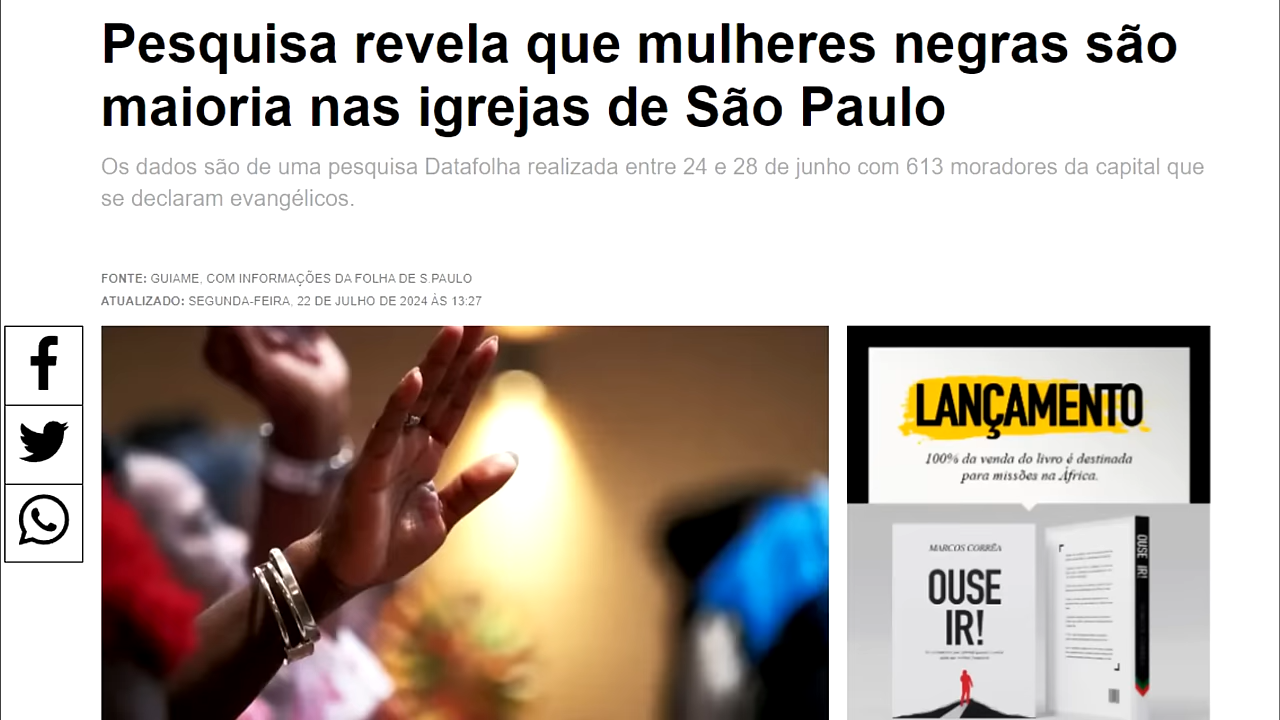 Pesquisa revela que mulheres negras são
maioria nas igrejas de São Paulo
Os dados são de uma pesquisa Datafolha realizada entre 24 e 28 de junho com 613 moradores da capital que
se declaram evangélicos.
FONTE: GUIAME, COM INFORMAÇÕES DA FOLHA DE S.PAULO
ATUALIZADO: SEGUNDA-FEIRA, 22 DE JULHO DE 2024 ÀS 13:27
LANÇAMENTO
100% da venda do livro é destinada
para missões na África.
MARCOS CORRÊA
OUSE
IR!
OUSE IR!